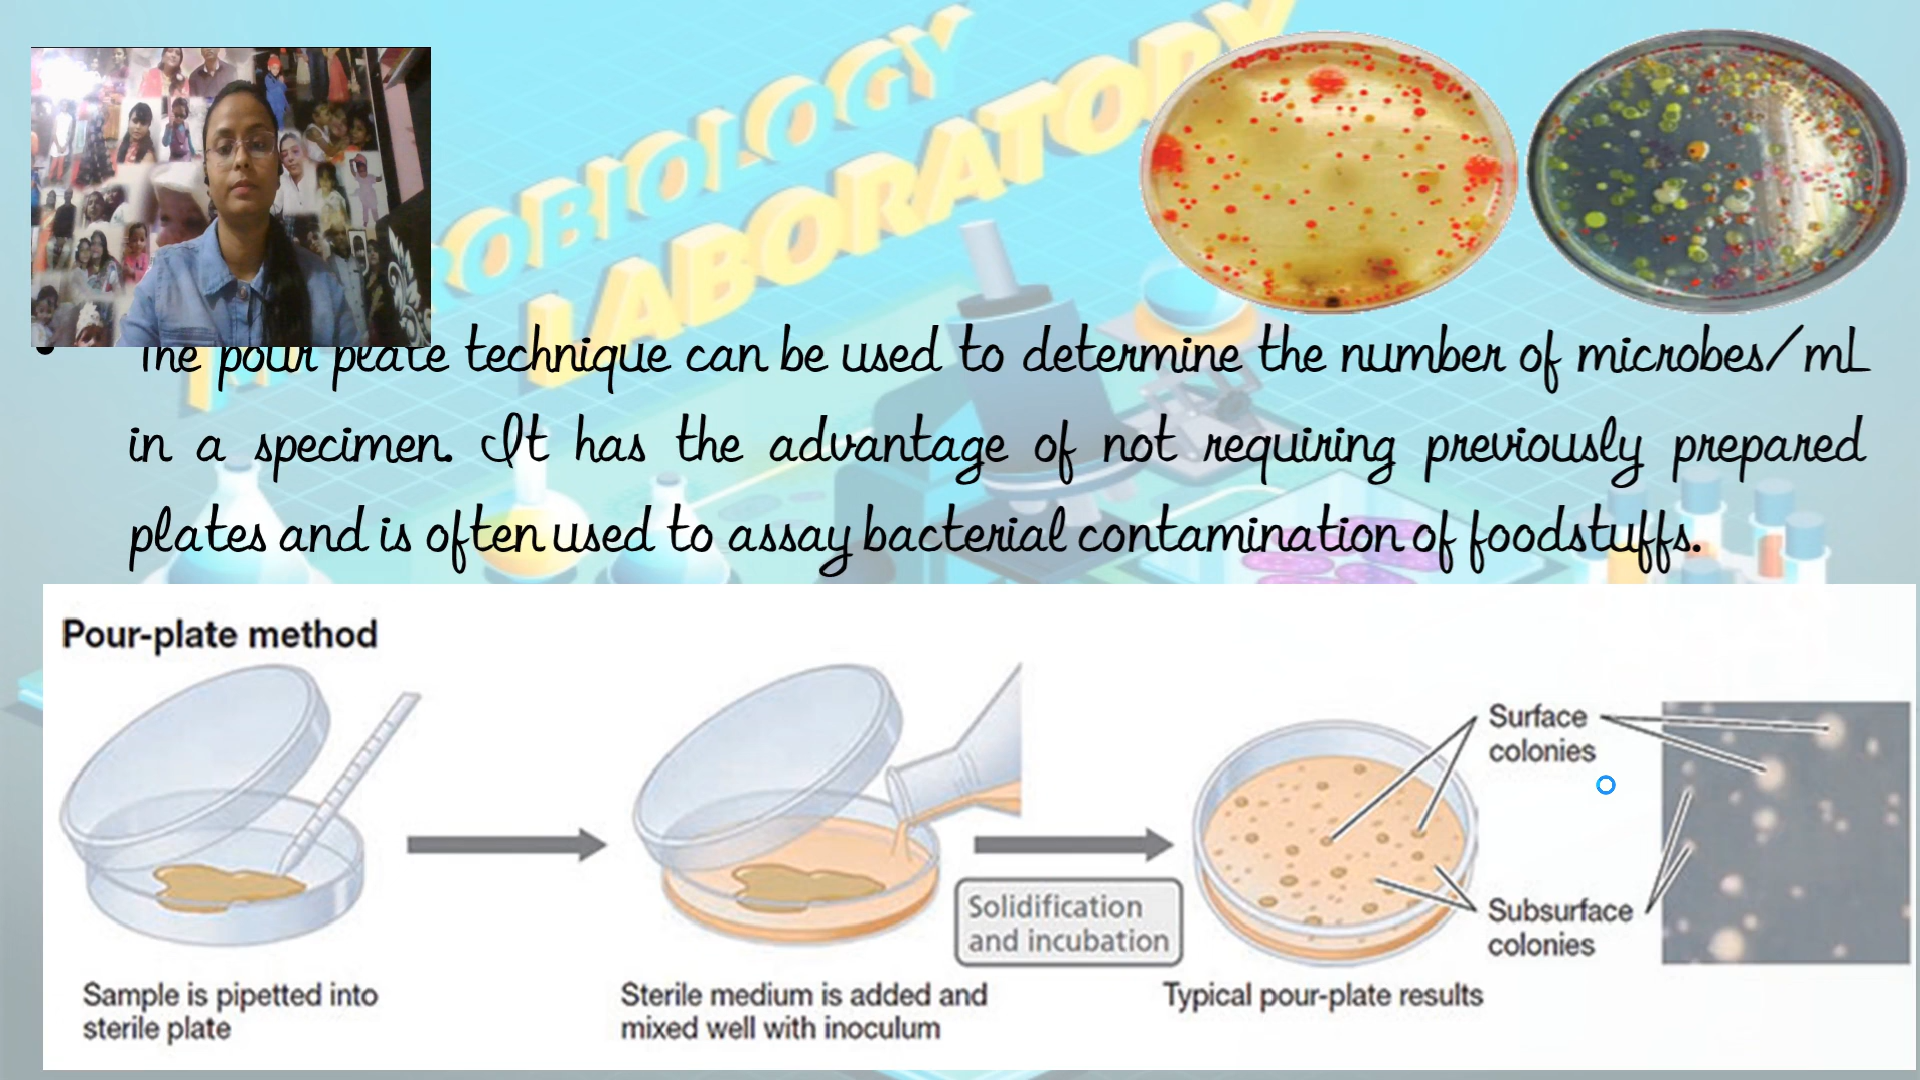 OBIOLOGY
LABORATORY
• The pour plate technique can be used to determine the number of microbes/mL
in a specimen. It has the advantage of not requiring previously prepared
plates and is often used to assay bacterial contamination of foodstuffs.
Pour-plate method
Surface
colonies
Solidification
and incubation
Subsurface
colonies
Sample is pipetted into
sterile plate
Sterile medium is added and
mixed well with inoculum
Typical pour-plate results